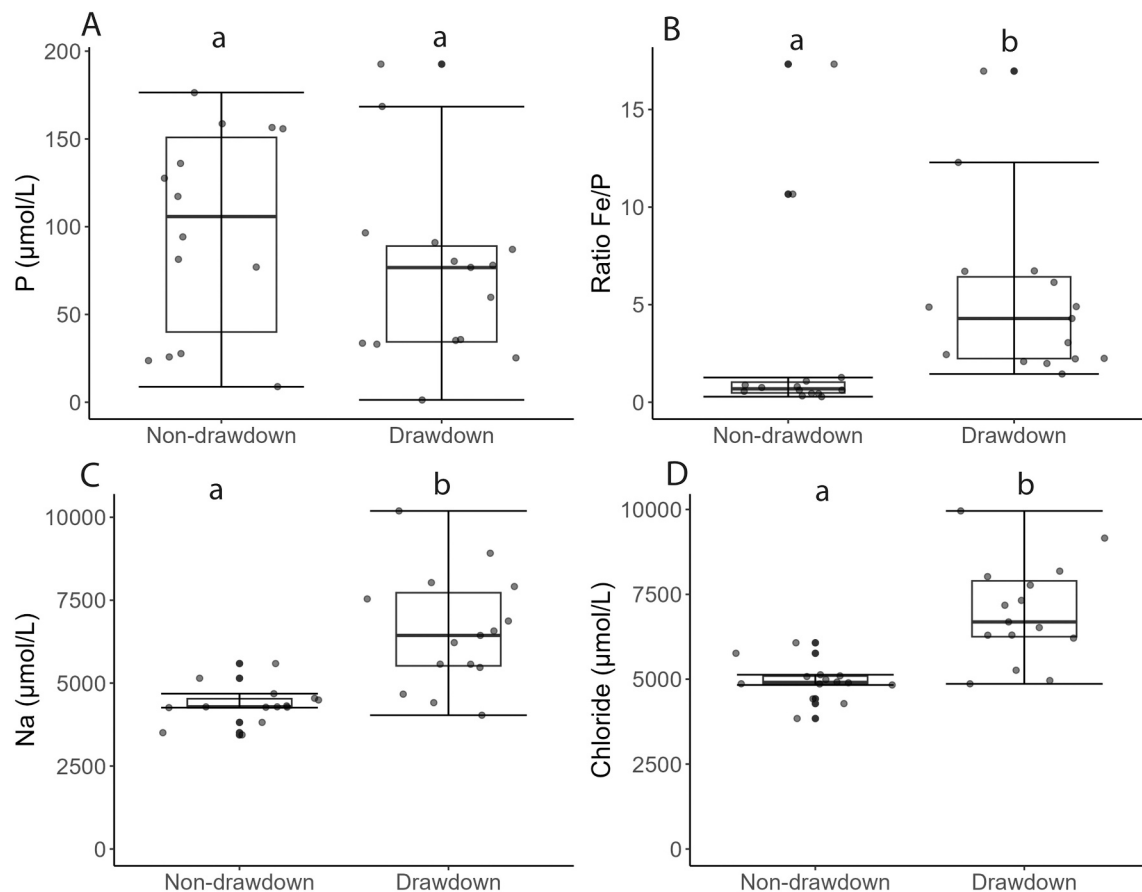 A
a
a
P (µmol/L)
200
150
100
50
0
Non-drawdown
Drawdown
B
a
b
Ratio Fe/P
15
10
5
0
Non-drawdown
Drawdown
C
a
b
Na (µmol/L)
10000
7500
5000
2500
0
Non-drawdown
Drawdown
D
a
b
Chloride (µmol/L)
10000
7500
5000
2500
0
Non-drawdown
Drawdown